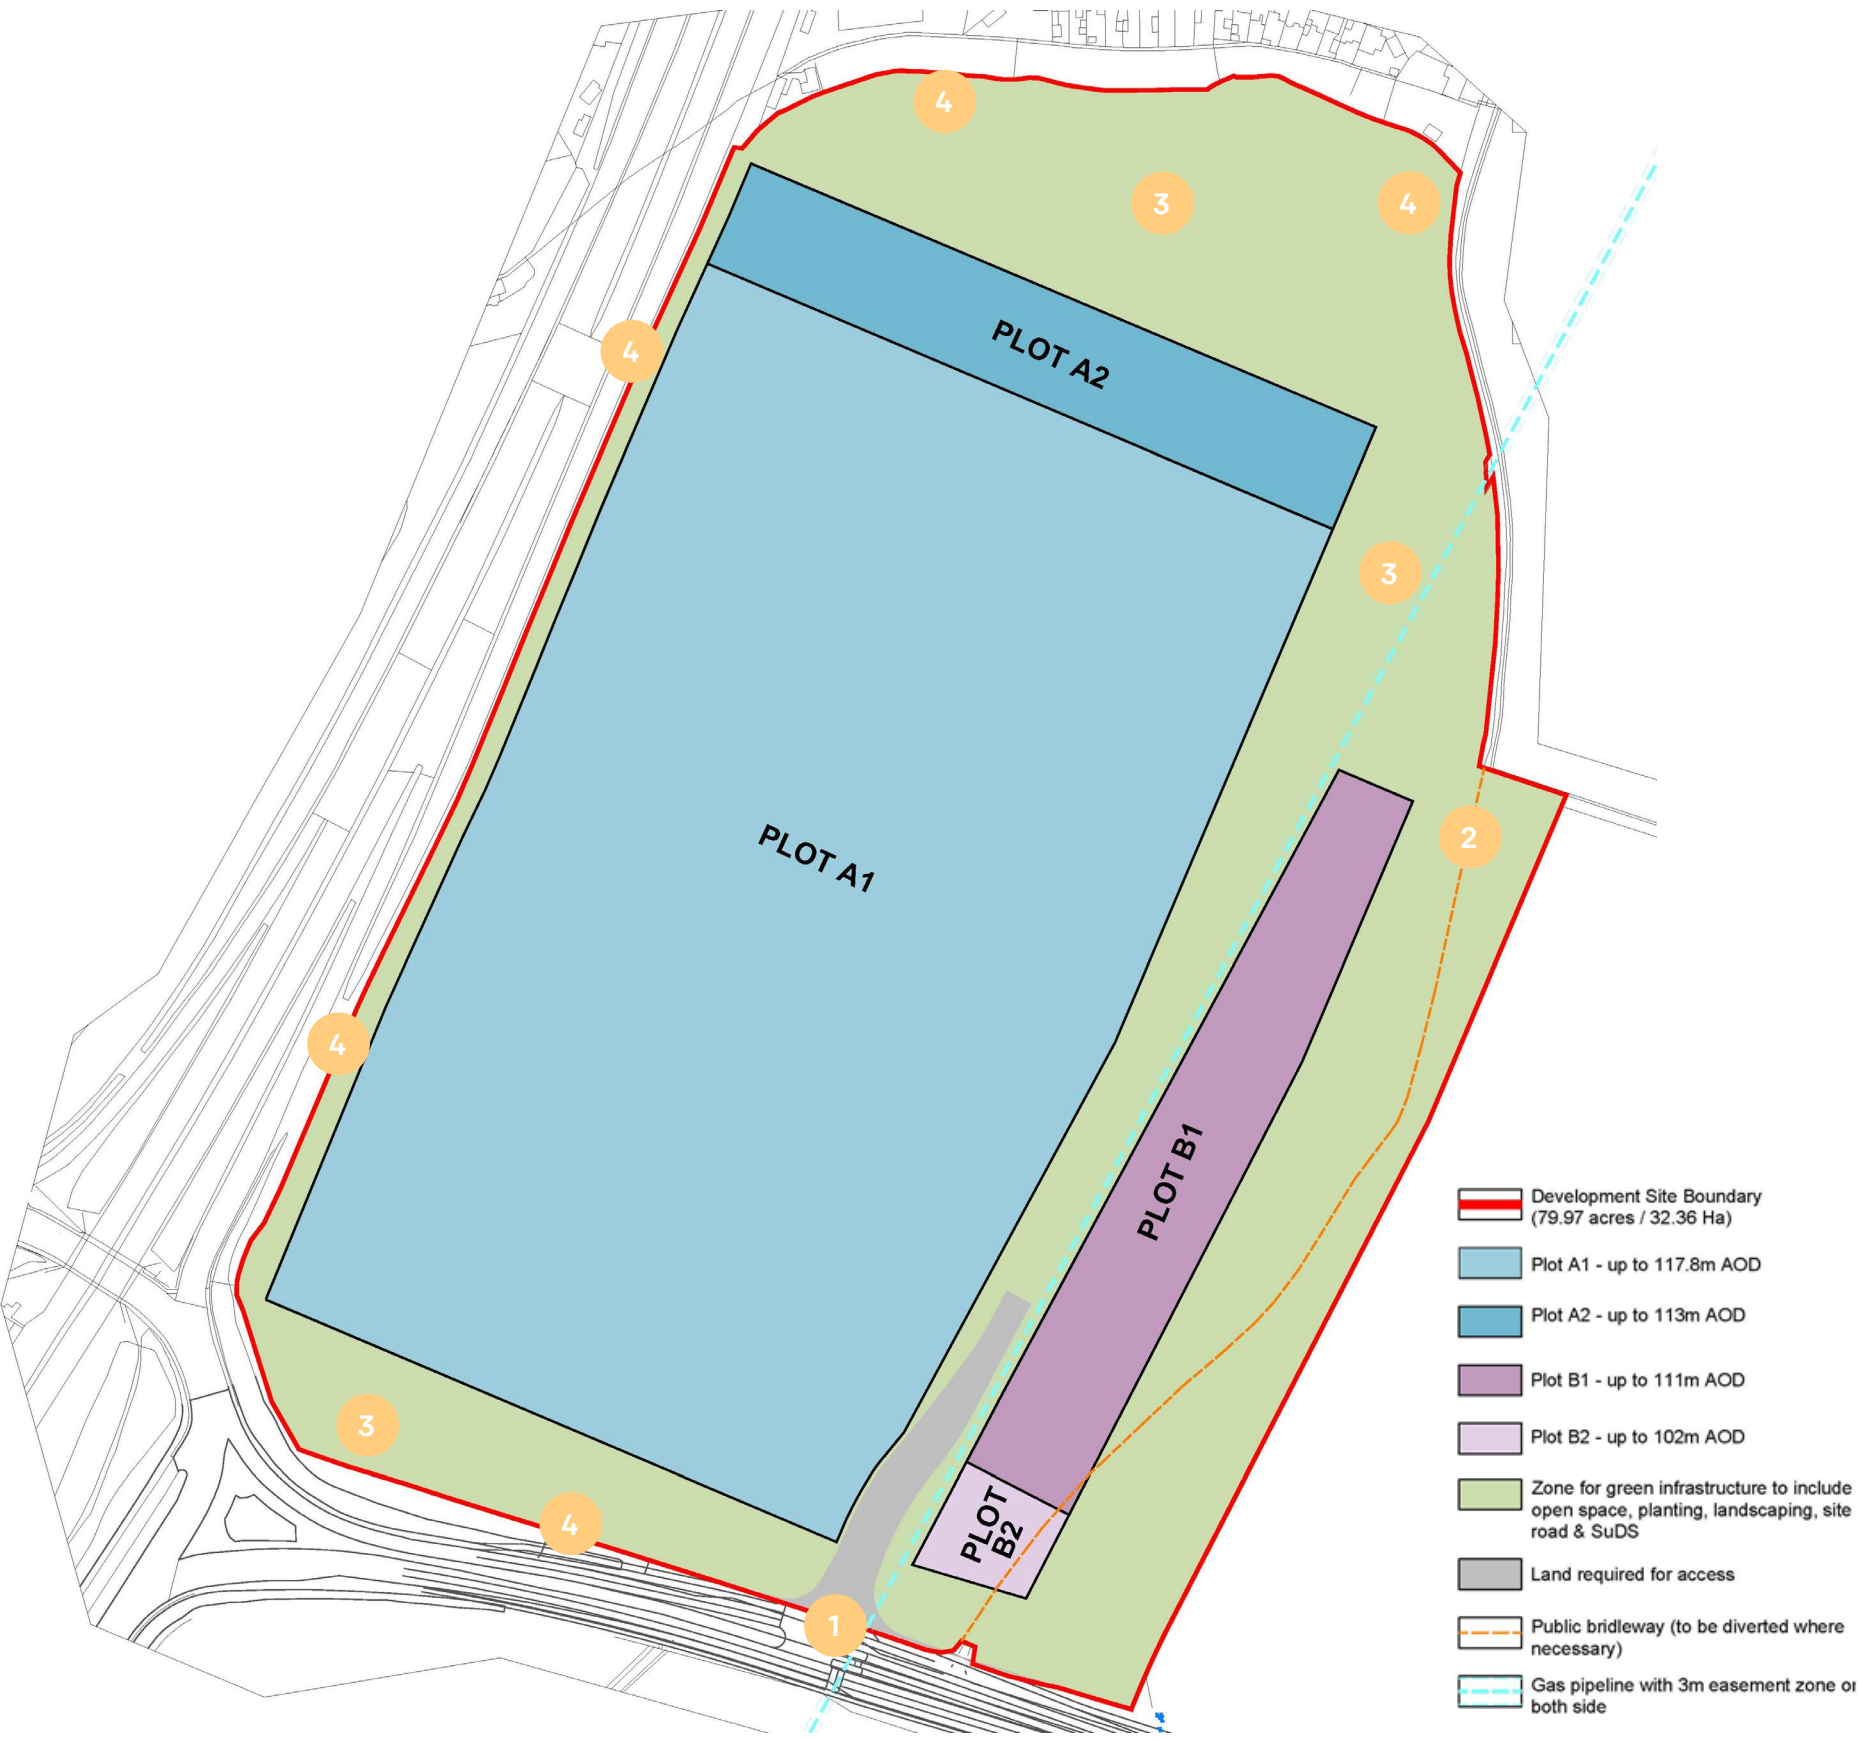 4
3
4
4
PLOT A2
3
2
PLOT A1
4
PLOT B1
3
4
PLOT
B2
1
Development Site Boundary
(79.97 acres / 32.36 Ha)
Plot A1 - up to 117.8m AOD
Plot A2 - up to 113m AOD
Plot B1 - up to 111m AOD
Plot B2 - up to 102m AOD
Zone for green infrastructure to include
open space, planting, landscaping, site
road & SuDS
Land required for access
Public bridleway (to be diverted where
necessary)
Gas pipeline with 3m easement zone or
both side